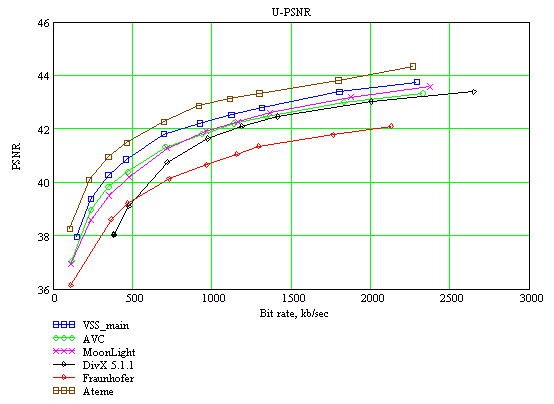 U-PSNR
46
44
42
40
38
36
PSNR
0 500 1000 1500 2000 2500 3000
Bit rate, kb/sec
VSS_main
AVC
MoonLight
DivX 5.1.1
Fraunhofer
Ateme